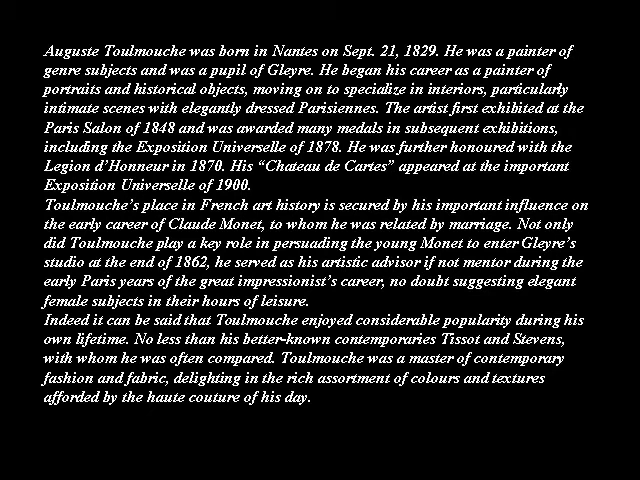 Auguste Toulmouche was born in Nantes on Sept. 21, 1829. He was a painter of
genre subjects and was a pupil of Gleyre. He began his career as a painter of
portraits and historical objects, moving on to specialize in interiors, particularly
intimate scenes with elegantly dressed Parisiennes. The artist first exhibited at the
Paris Salon of 1848 and was awarded many medals in subsequent exhibitions,
including the Exposition Universelle of 1878. He was further honoured with the
Legion d’Honneur in 1870. His “Chateau de Cartes” appeared at the important
Exposition Universelle of 1900.
Toulmouche’s place in French art history is secured by his important influence on
the early career of Claude Monet, to whom he was related by marriage. Not only
did Toulmouche play a key role in persuading the young Monet to enter Gleyre’s
studio at the end of 1862, he served as his artistic advisor if not mentor during the
early Paris years of the great impressionist’s career, no doubt suggesting elegant
female subjects in their hours of leisure.
Indeed it can be said that Toulmouche enjoyed considerable popularity during his
own lifetime. No less than his better-known contemporaries Tissot and Stevens,
with whom he was often compared. Toulmouche was a master of contemporary
fashion and fabric, delighting in the rich assortment of colours and textures
afforded by the haute couture of his day.